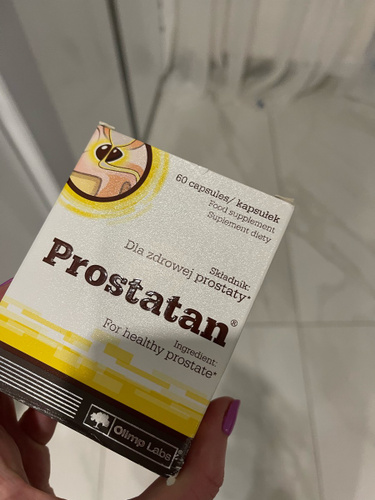 60 capsules/ kapsułek
Food supplement
Suplement diety
Składnik:
Dla zdrowej prostaty*
Prostatan®
Ingredient:
For healthy prostate*
Olimp Labs